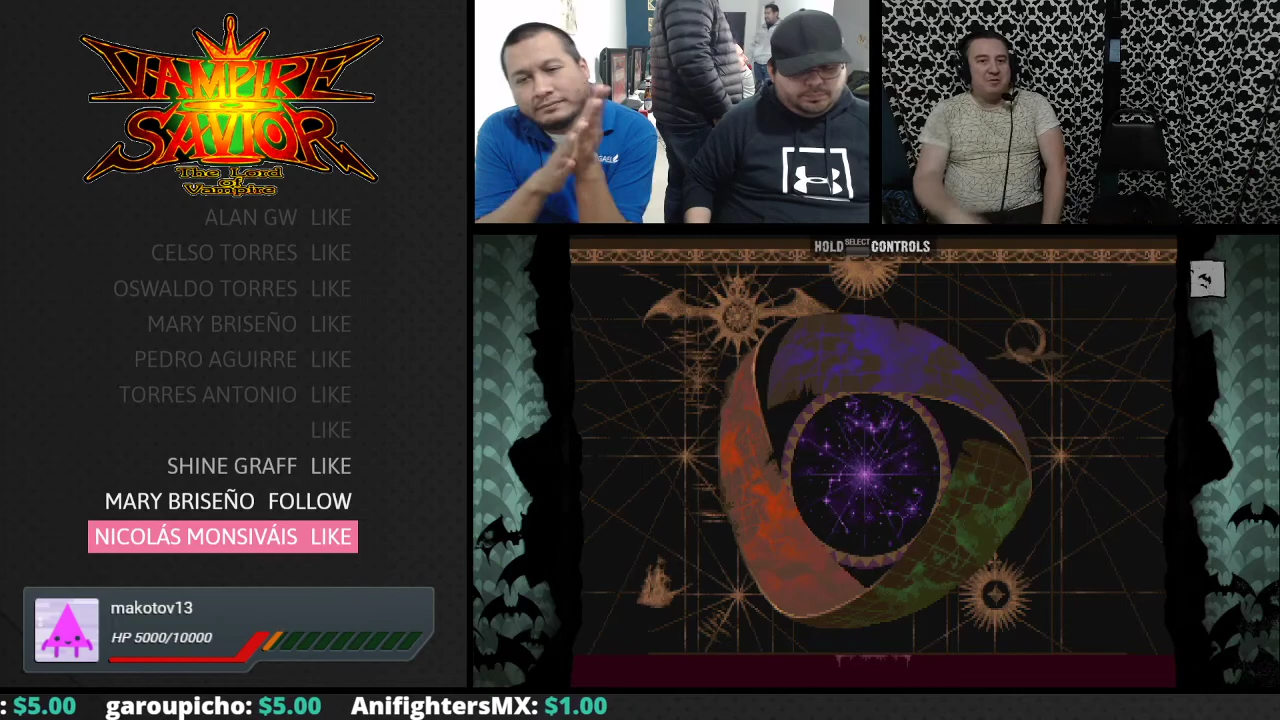 VAMPIRE
SAVIOR
The Lord
of
Vampire
ALAN GW LIKE
CELSO TORRES LIKE
OSWALDO TORRES LIKE
MARY BRISEÑO LIKE
PEDRO AGUIRRE LIKE
TORRES ANTONIO LIKE
LIKE
SHINE GRAFF LIKE
MARY BRISEÑO FOLLOW
NICOLÁS MONSIVÁIS LIKE
makotov13
HP 5000/10000
HOLD SELECT CONTROLS
: $5.00 garoupicho: $5.00 AnifightersMX: $1.00